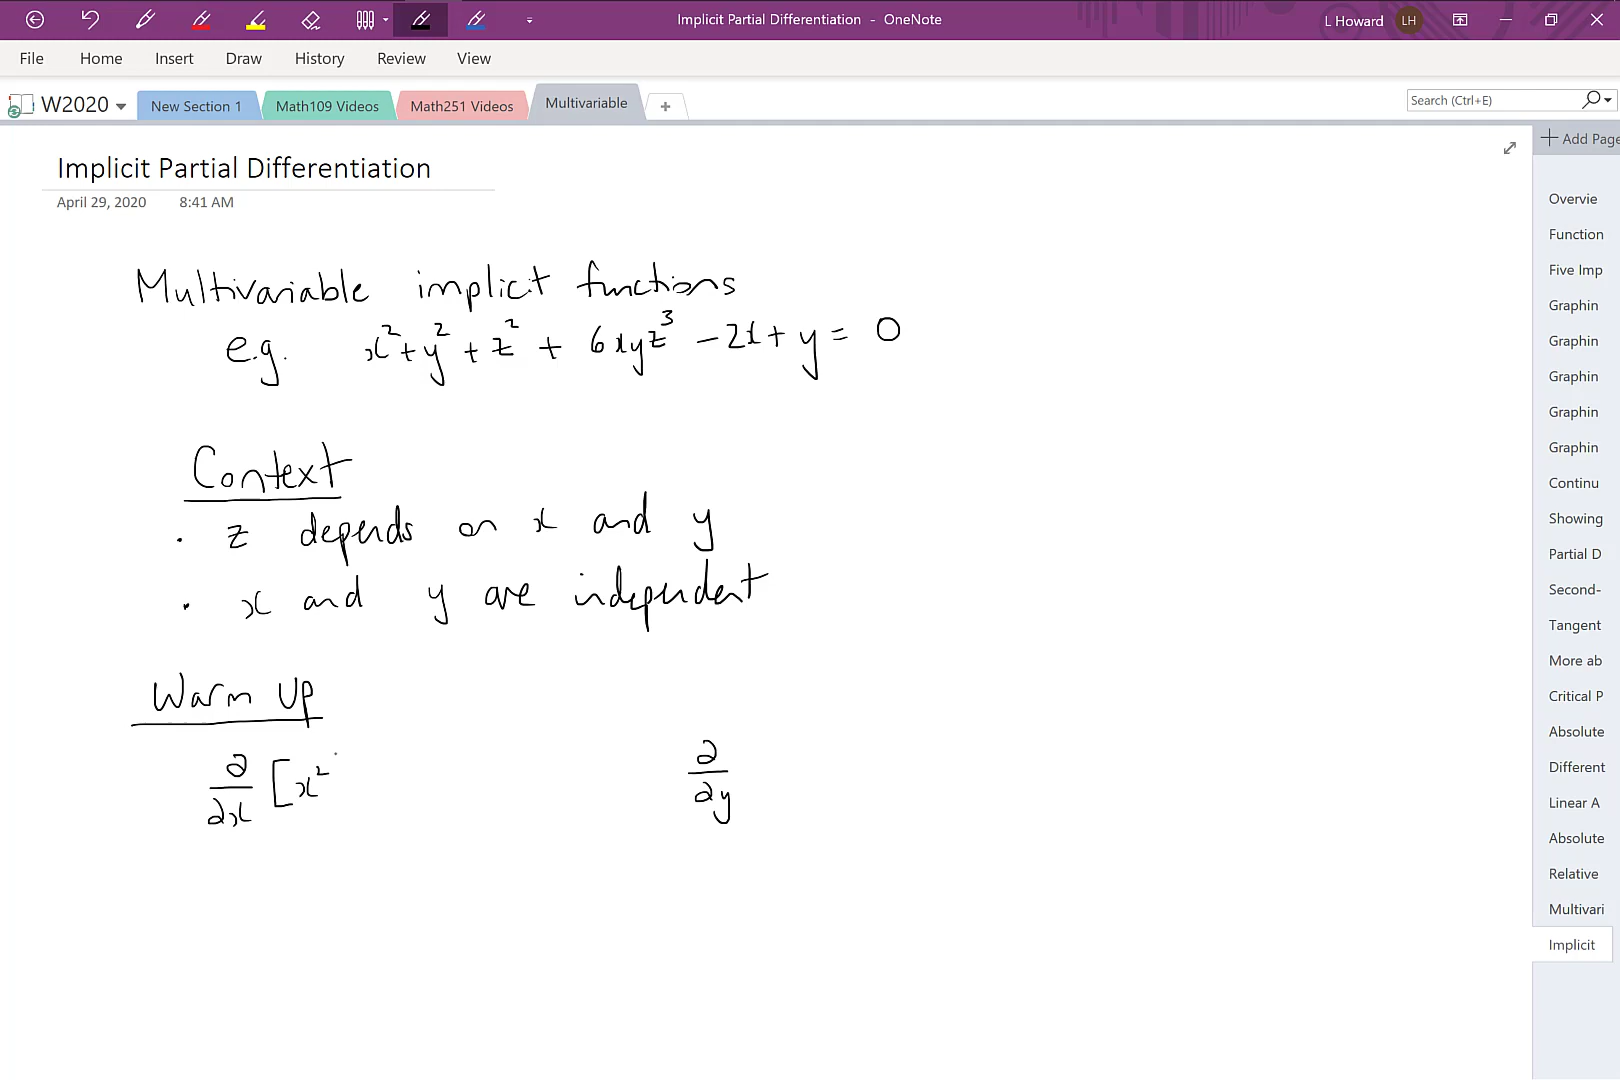 Implicit Partial Differentiation - OneNote
L Howard LH
File Home Insert Draw History Review View
W2020 New Section 1 Math109 Videos Math251 Videos Multivariable +
Search (Ctrl+E)
Add Page
Implicit Partial Differentiation
April 29, 2020 8:41 AM
Multivariable implicit functions
e.g. x² + y² + z² + 6xyz³ - 2x + y = 0
Context
• z depends on x and y
• x and y are independent
Warm Up
∂/∂x [x² ∂/∂y
Overvie
Function
Five Imp
Graphin
Graphin
Graphin
Graphin
Graphin
Continu
Showing
Partial D
Second-
Tangent
More ab
Critical P
Absolute
Different
Linear A
Absolute
Relative
Multivari
Implicit